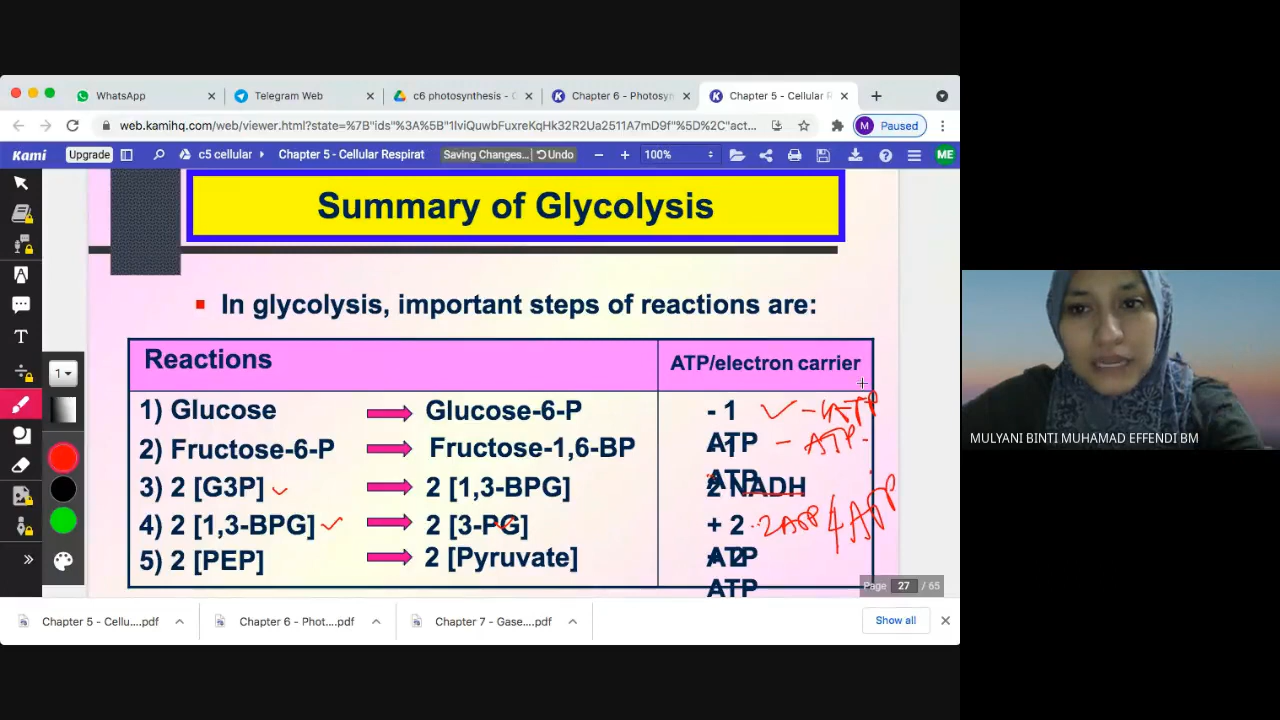 WhatsApp
Telegram Web
c6 photosynthesis - G
Chapter 6 - Photosyn
Chapter 5 - Cellular R
web.kamihq.com/web/viewer.html?state=%7B"ids"%3A%5B"1lviQuwbFuxreKqHk32R2Ua2511A7mD9f"%5D%2C"act...
M Paused
Kami
Upgrade
c5 cellular
Chapter 5 - Cellular Respirat
Saving Changes...
Undo
100%
ME
Summary of Glycolysis
In glycolysis, important steps of reactions are:
Reactions ATP/electron carrier
1) Glucose Glucose-6-P - 1 ATP
2) Fructose-6-P Fructose-1,6-BP - 1 ATP
3) 2 [G3P] 2 [1,3-BPG] 2 NADH
4) 2 [1,3-BPG] 2 [3-PG] + 2 ATP
5) 2 [PEP] 2 [Pyruvate] + 2 ATP
-1ATP
- ATP
2ATP
4ATP
T
1
Page 27 / 65
MULYANI BINTI MUHAMAD EFFENDI BM
Chapter 5 - Cellu....pdf
Chapter 6 - Phot....pdf
Chapter 7 - Gase....pdf
Show all